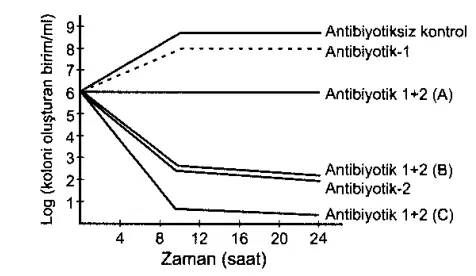 Log (koloni oluşturan birim/ml)
9
8
7
6
5
4
3
2
1
4 8 12 16 20 24
Zaman (saat)
Antibiyotiksiz kontrol
Antibiyotik-1
Antibiyotik 1+2 (A)
Antibiyotik 1+2 (B)
Antibiyotik-2
Antibiyotik 1+2 (C)